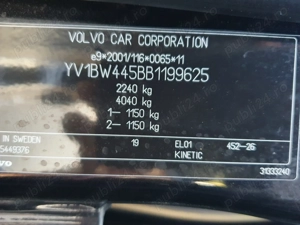 VOLVO CAR CORPORATION
e9*2001/116*0065*11
YV1BW445BB1199625
2240 kg
4040 kg
1– 1150 kg
2– 1150 kg
IN SWEDEN 19 EL01 452-26
5449376 KINETIC 31333240